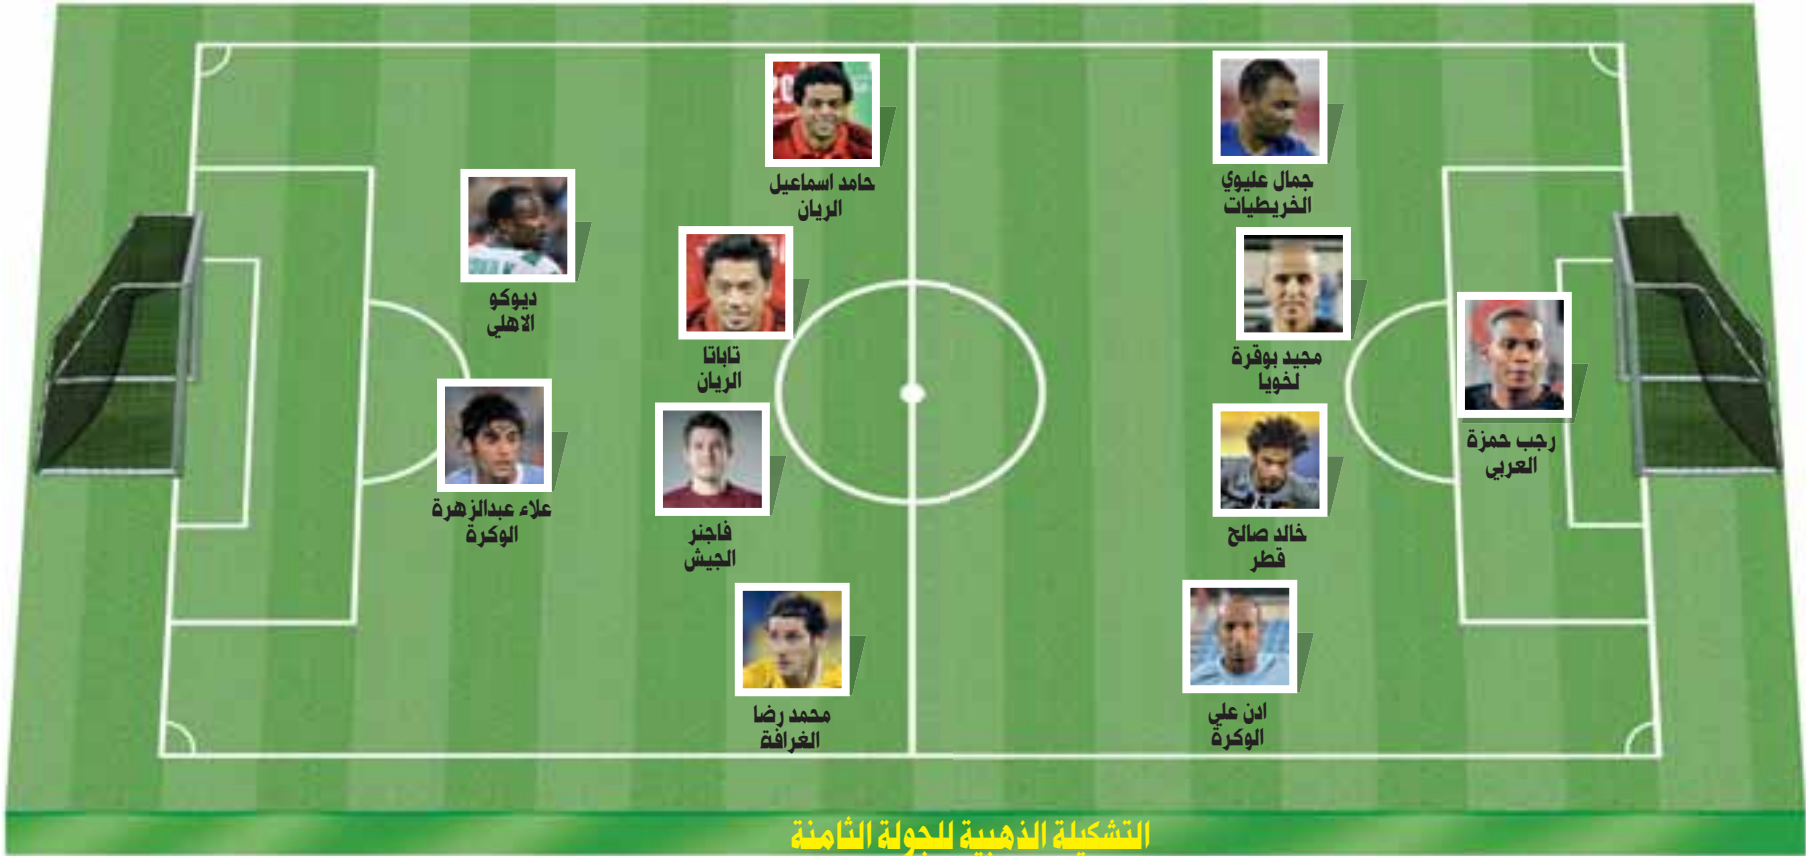 جمال عليوي
الخريطيات
مجيد بوقرة
لخويا
رجب حمزة
العربي
خالد صالح
قطر
ادن علي
الوكرة
حامد اسماعيل
الريان
تاباتا
الريان
فاجنر
الجيش
محمد رضا
الغرافة
ديوكو
الاهلي
علاء عبدالزهرة
الوكرة
التشكيلة الذهبية للجولة الثامنة